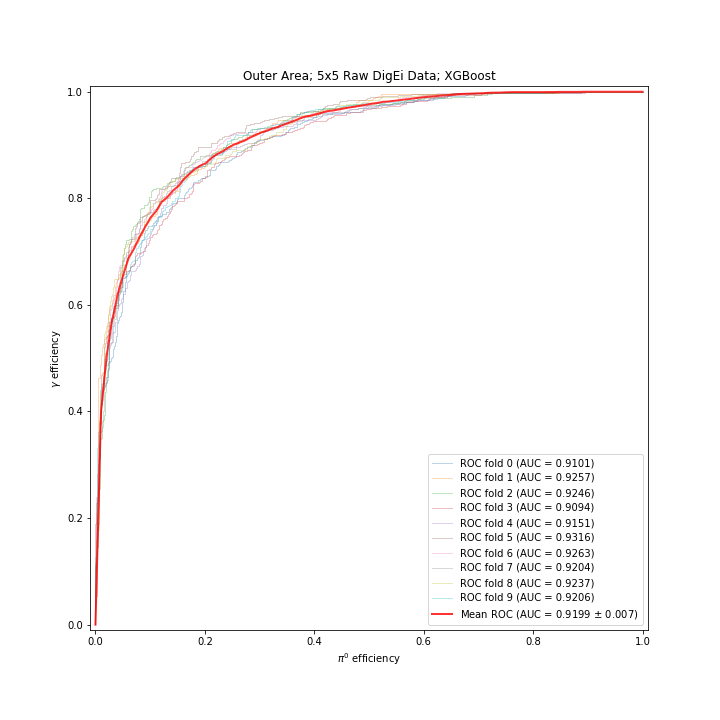 Outer Area; 5x5 Raw DigEi Data; XGBoost
1.0
0.8
0.6
0.4
0.2
0.0
γ efficiency
ROC fold 0 (AUC = 0.9101)
ROC fold 1 (AUC = 0.9257)
ROC fold 2 (AUC = 0.9246)
ROC fold 3 (AUC = 0.9094)
ROC fold 4 (AUC = 0.9151)
ROC fold 5 (AUC = 0.9316)
ROC fold 6 (AUC = 0.9263)
ROC fold 7 (AUC = 0.9204)
ROC fold 8 (AUC = 0.9237)
ROC fold 9 (AUC = 0.9206)
Mean ROC (AUC = 0.9199 ± 0.007)
0.0 0.2 0.4 0.6 0.8 1.0
π⁰ efficiency